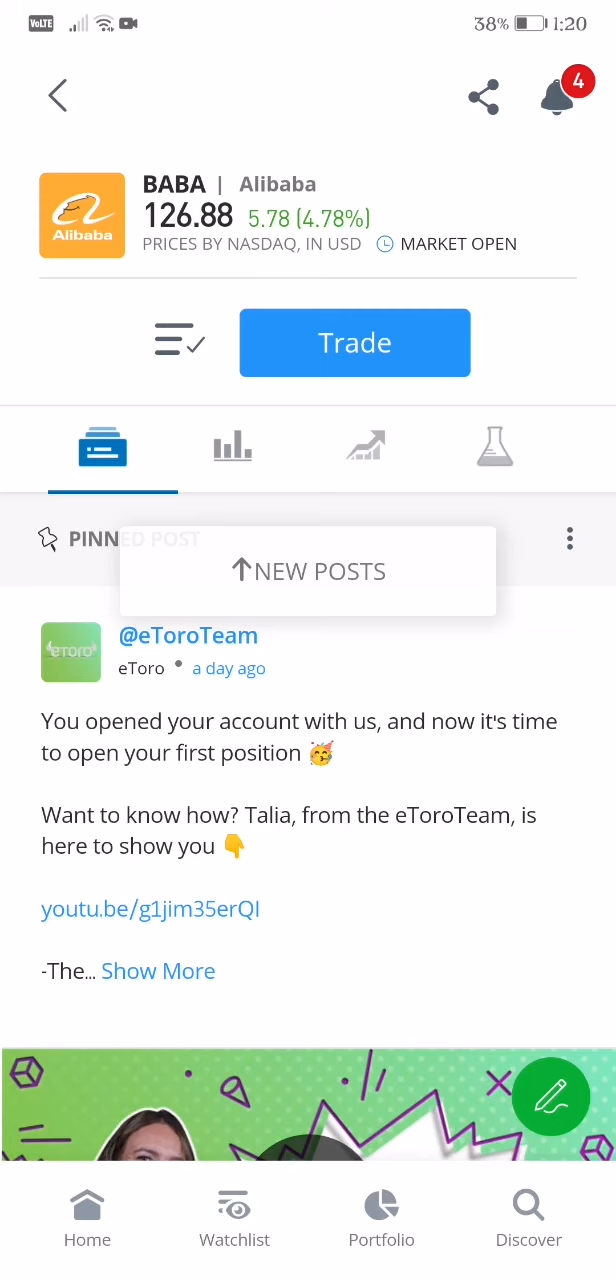 VoLTE
38% 1:20
4
BABA | Alibaba
Alibaba
126.88 5.78 (4.78%)
PRICES BY NASDAQ, IN USD MARKET OPEN
Trade
PINNED POST
↑NEW POSTS
@eToroTeam
eToro
eToro • a day ago
You opened your account with us, and now it's time
to open your first position 🥳
Want to know how? Talia, from the eToroTeam, is
here to show you 👇
youtu.be/g1jim35erQI
-The... Show More
Home Watchlist Portfolio Discover